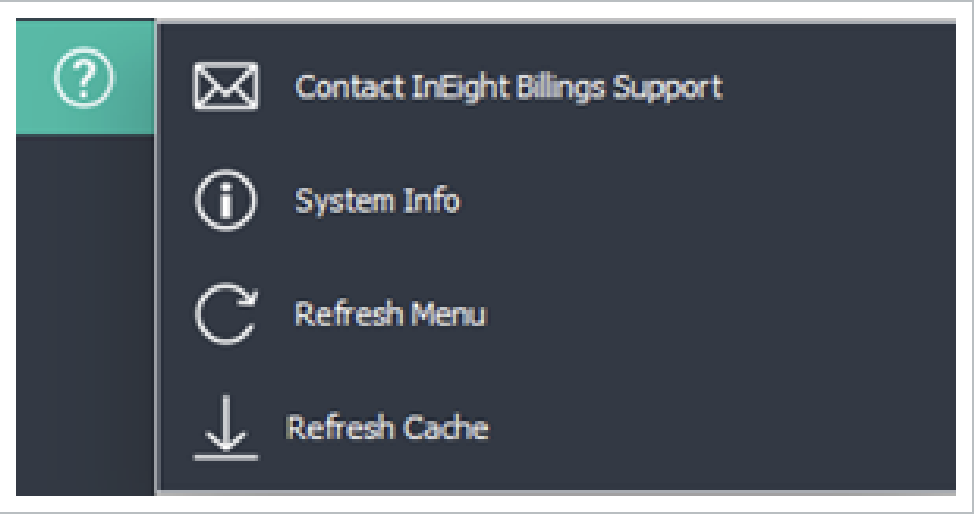 Contact InEight Billings Support
System Info
Refresh Menu
Refresh Cache